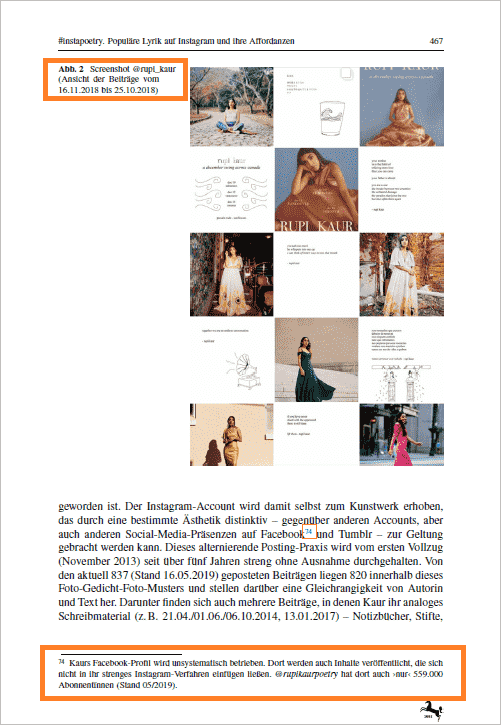 #instapoetry. Populäre Lyrik auf Instagram und ihre Affordanzen
467
Abb. 2 Screenshot @rupi_kaur
(Ansicht der Beiträge vom
16.11.2018 bis 25.10.2018)
rupi kaur
RUPI KAUR
geworden ist. Der Instagram-Account wird damit selbst zum Kunstwerk erhoben,
das durch eine bestimmte Ästhetik distinktiv – gegenüber anderen Accounts, aber
auch anderen Social-Media-Präsenzen auf Facebook74 und Tumblr – zur Geltung
gebracht werden kann. Dieses alternierende Posting-Praxis wird vom ersten Vollzug
(November 2013) seit über fünf Jahren streng ohne Ausnahme durchgehalten. Von
den aktuell 837 (Stand 16.05.2019) geposteten Beiträgen liegen 820 innerhalb dieses
Foto-Gedicht-Foto-Musters und stellen darüber eine Gleichrangigkeit von Autorin
und Text her. Darunter finden sich auch mehrere Beiträge, in denen Kaur ihr analoges
Schreibmaterial (z. B. 21.04./01.06./06.10.2014, 13.01.2017) – Notizbücher, Stifte,
74 Kaurs Facebook-Profil wird unsystematisch betrieben. Dort werden auch Inhalte veröffentlicht, die sich
nicht in ihr strenges Instagram-Verfahren einfügen ließen. @rupikaurpoetry hat dort auch ›nur‹ 559.000
Abonnentinnen (Stand 05/2019).